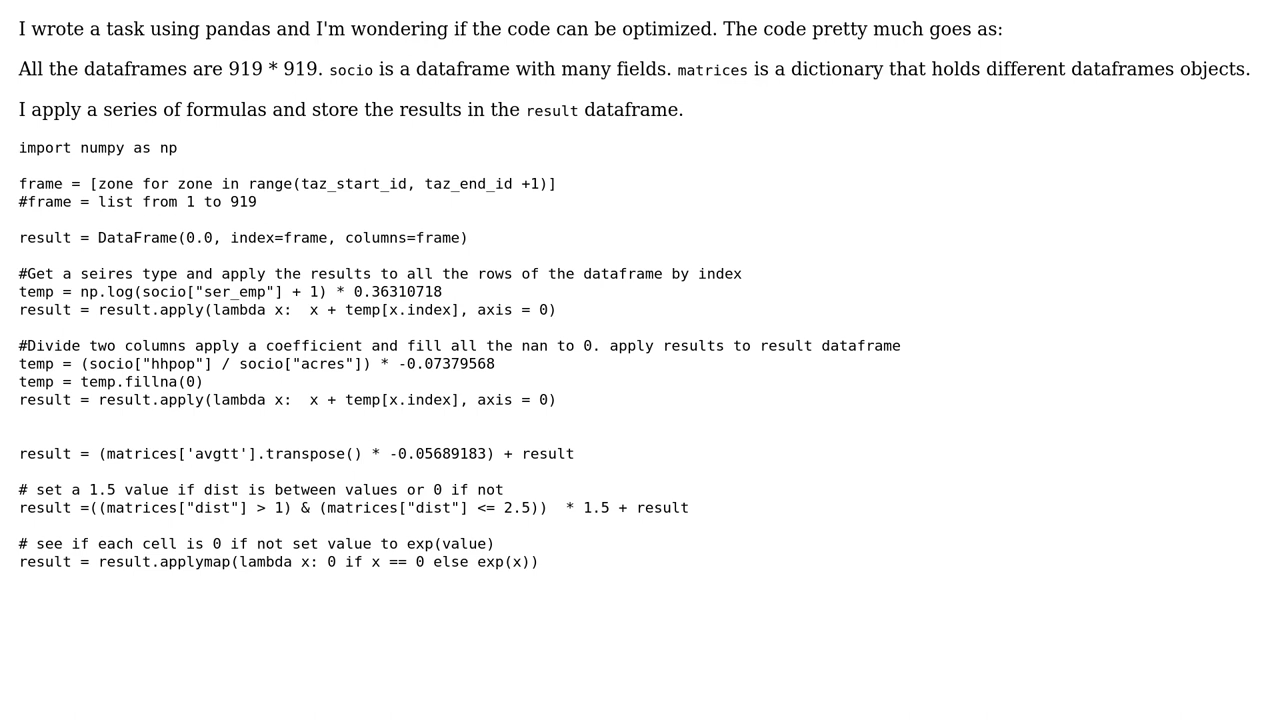 I wrote a task using pandas and I'm wondering if the code can be optimized. The code pretty much goes as:
All the dataframes are 919 * 919. socio is a dataframe with many fields. matrices is a dictionary that holds different dataframes objects.
I apply a series of formulas and store the results in the result dataframe.
import numpy as np
frame = [zone for zone in range(taz_start_id, taz_end_id +1)]
#frame = list from 1 to 919
result = DataFrame(0.0, index=frame, columns=frame)
#Get a seires type and apply the results to all the rows of the dataframe by index
temp = np.log(socio["ser_emp"] + 1) * 0.36310718
result = result.apply(lambda x:  x + temp[x.index], axis = 0)
#Divide two columns apply a coefficient and fill all the nan to 0. apply results to result dataframe
temp = (socio["hhpop"] / socio["acres"]) * -0.07379568
temp = temp.fillna(0)
result = result.apply(lambda x:  x + temp[x.index], axis = 0)
result = (matrices['avgtt'].transpose() * -0.05689183) + result
# set a 1.5 value if dist is between values or 0 if not
result =((matrices["dist"] > 1) & (matrices["dist"] <= 2.5))  * 1.5 + result
# see if each cell is 0 if not set value to exp(value)
result = result.applymap(lambda x: 0 if x == 0 else exp(x))